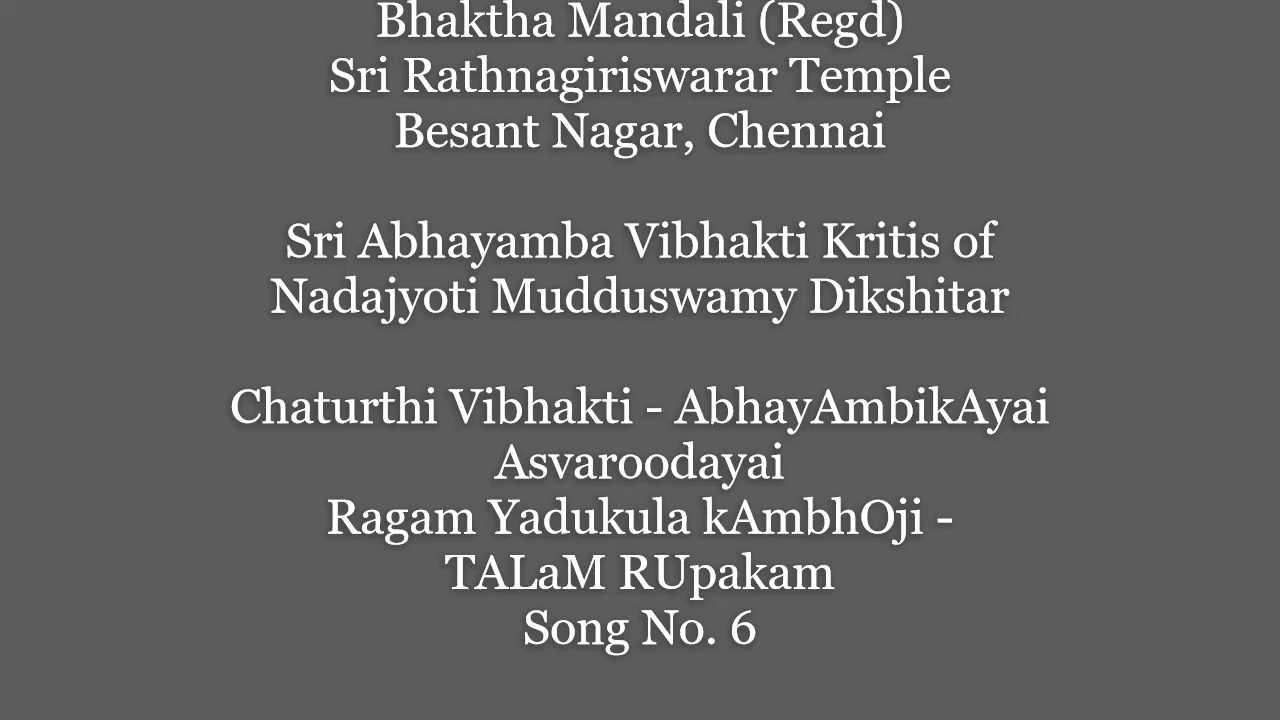 Bhaktha Mandali (Regd)
Sri Rathnagiriswarar Temple
Besant Nagar, Chennai
Sri Abhayamba Vibhakti Kritis of
Nadajyoti Mudduswamy Dikshitar
Chaturthi Vibhakti - AbhayAmbikAyai
Asvaroodayai
Ragam Yadukula kAmbhOji -
TALaM RUpakam
Song No. 6